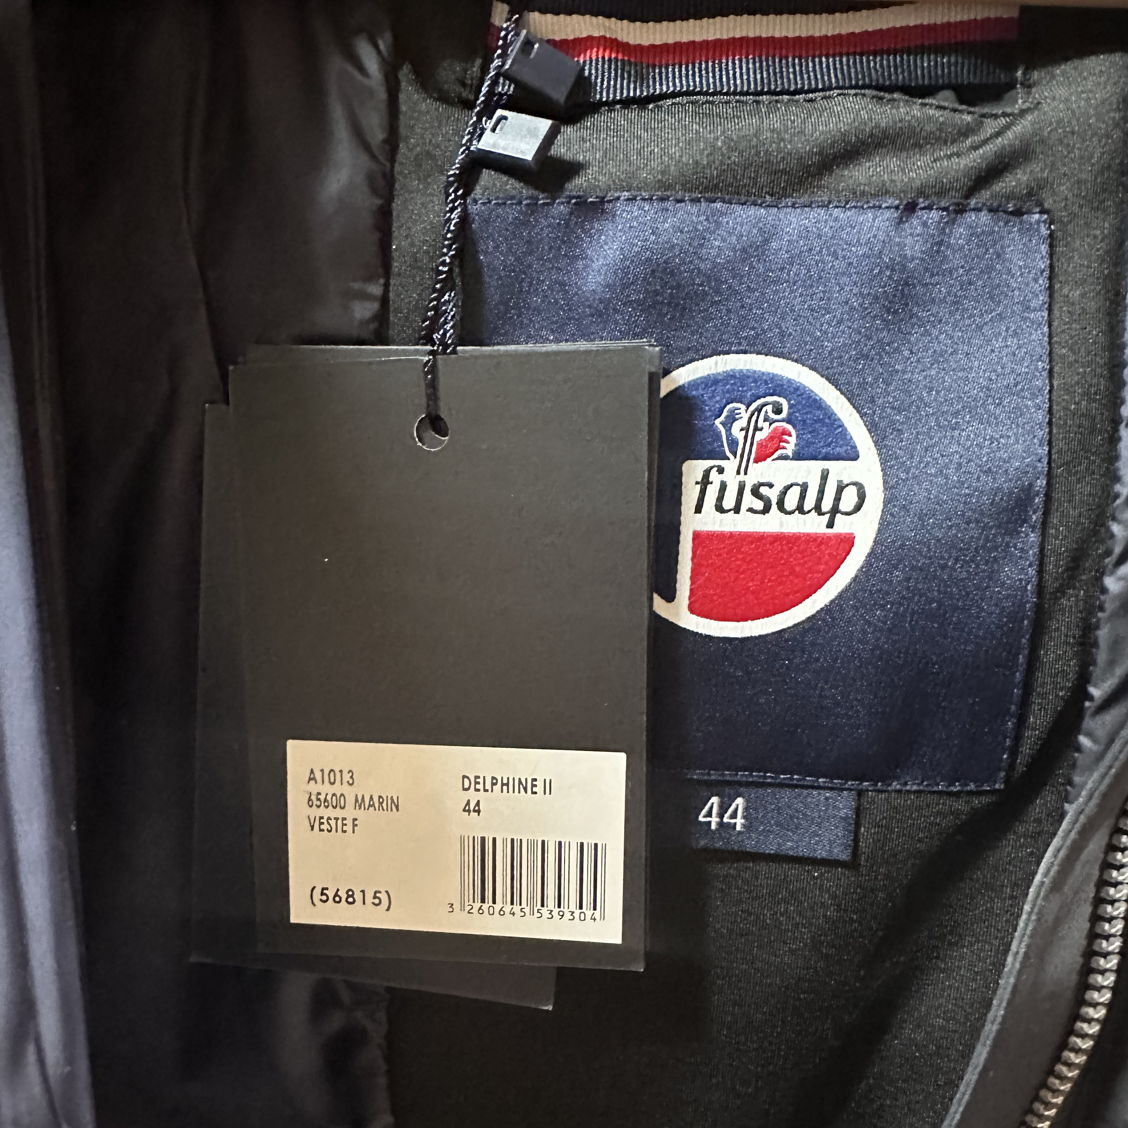 f
fusalp
44
A1013
65600 MARIN
VESTE F
DELPHINE II
44
(56815)
3 260645 539304